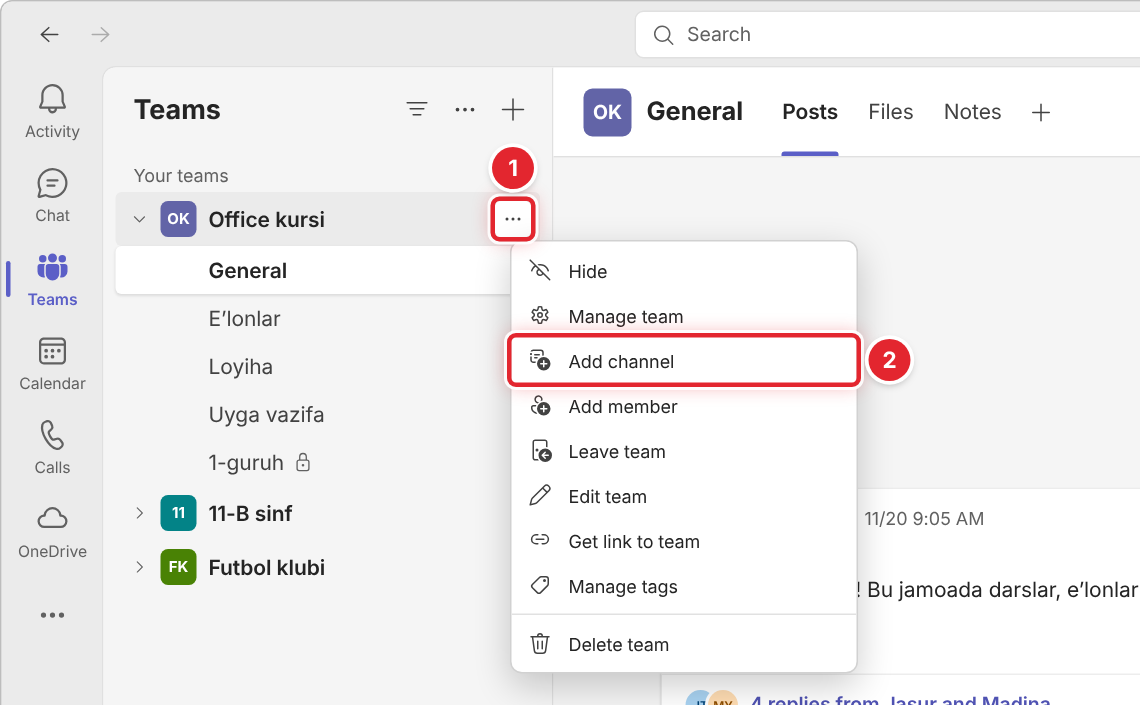 Search
Activity
Chat
Teams
Calendar
Calls
OneDrive
Teams
Your teams
1
OK Office kursi
General
E’lonlar
Loyiha
Uyga vazifa
1-guruh
11 11-B sinf
FK Futbol klubi
OK General Posts Files Notes
Hide
Manage team
Add channel
2
Add member
Leave team
Edit team
Get link to team
Manage tags
Delete team
11/20 9:05 AM
! Bu jamoada darslar, e’lonlar
MY 4 replies from Jasur and Madina